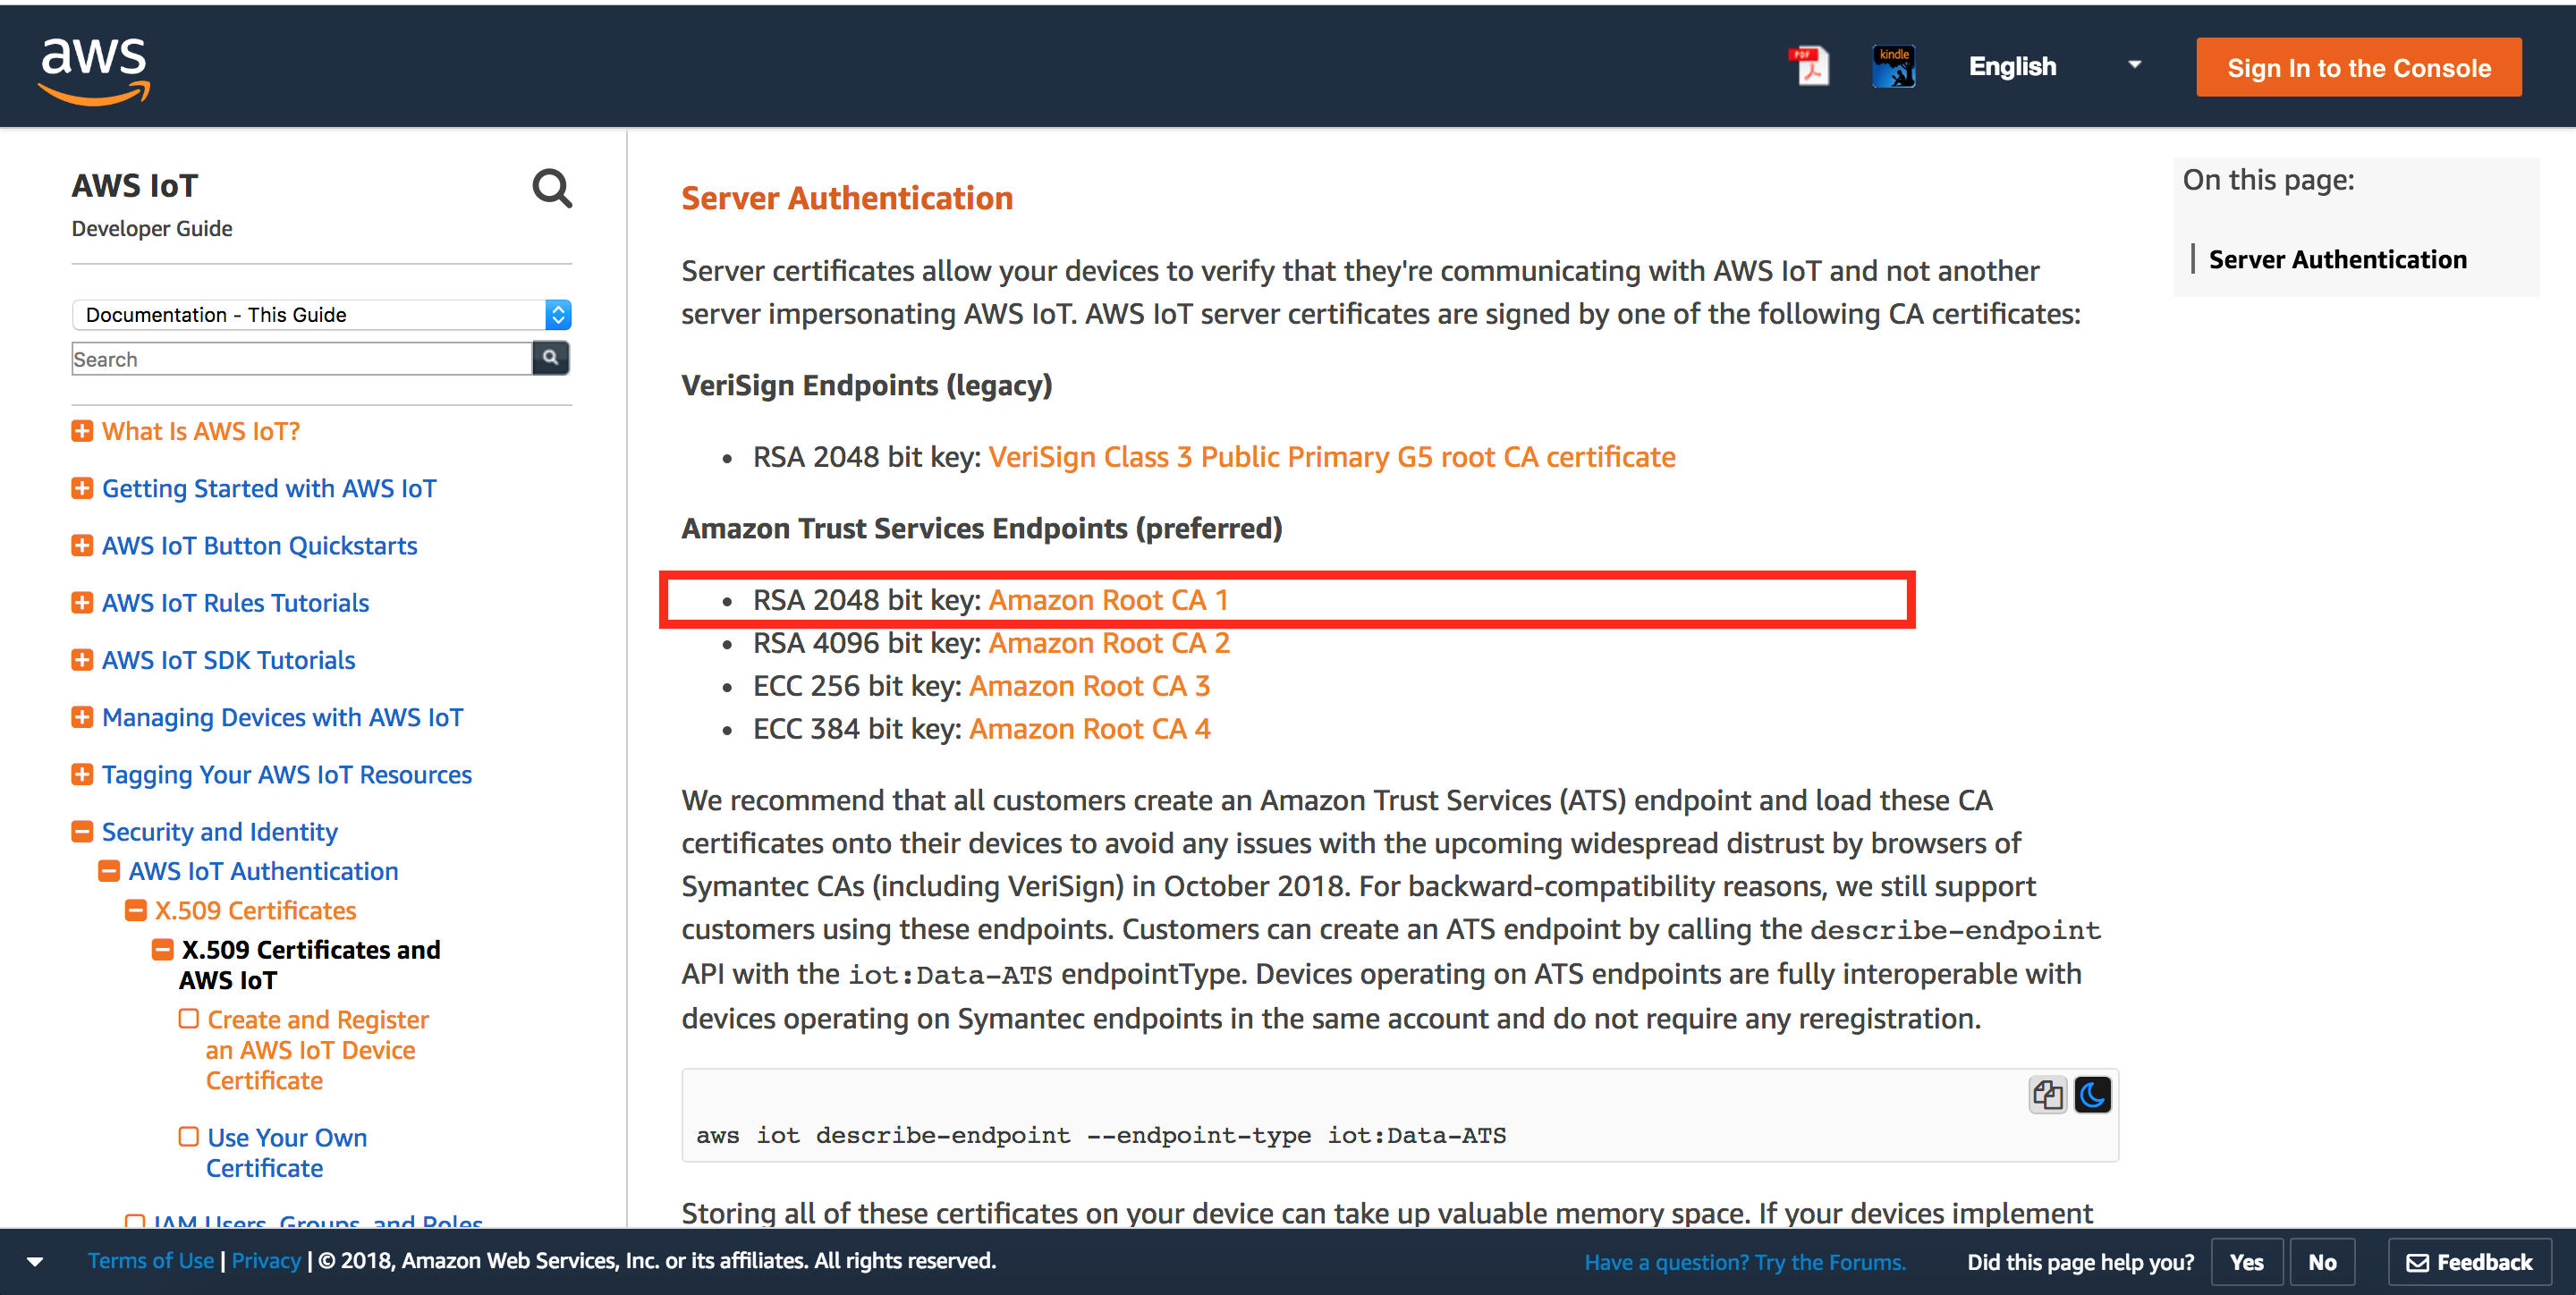 aws
PDF
kindle
English
Sign In to the Console
AWS IoT
Developer Guide
Documentation - This Guide
Search
What Is AWS IoT?
Getting Started with AWS IoT
AWS IoT Button Quickstarts
AWS IoT Rules Tutorials
AWS IoT SDK Tutorials
Managing Devices with AWS IoT
Tagging Your AWS IoT Resources
Security and Identity
AWS IoT Authentication
X.509 Certificates
X.509 Certificates and
AWS IoT
Create and Register
an AWS IoT Device
Certificate
Use Your Own
Certificate
IAM Users, Groups, and Roles
Server Authentication
Server certificates allow your devices to verify that they're communicating with AWS IoT and not another
server impersonating AWS IoT. AWS IoT server certificates are signed by one of the following CA certificates:
VeriSign Endpoints (legacy)
• RSA 2048 bit key: VeriSign Class 3 Public Primary G5 root CA certificate
Amazon Trust Services Endpoints (preferred)
• RSA 2048 bit key: Amazon Root CA 1
• RSA 4096 bit key: Amazon Root CA 2
• ECC 256 bit key: Amazon Root CA 3
• ECC 384 bit key: Amazon Root CA 4
We recommend that all customers create an Amazon Trust Services (ATS) endpoint and load these CA
certificates onto their devices to avoid any issues with the upcoming widespread distrust by browsers of
Symantec CAs (including VeriSign) in October 2018. For backward-compatibility reasons, we still support
customers using these endpoints. Customers can create an ATS endpoint by calling the describe-endpoint
API with the iot:Data-ATS endpointType. Devices operating on ATS endpoints are fully interoperable with
devices operating on Symantec endpoints in the same account and do not require any reregistration.
aws iot describe-endpoint --endpoint-type iot:Data-ATS
Storing all of these certificates on your device can take up valuable memory space. If your devices implement
On this page:
Server Authentication
Terms of Use | Privacy | © 2018, Amazon Web Services, Inc. or its affiliates. All rights reserved.
Have a question? Try the Forums.
Did this page help you?
Yes
No
Feedback